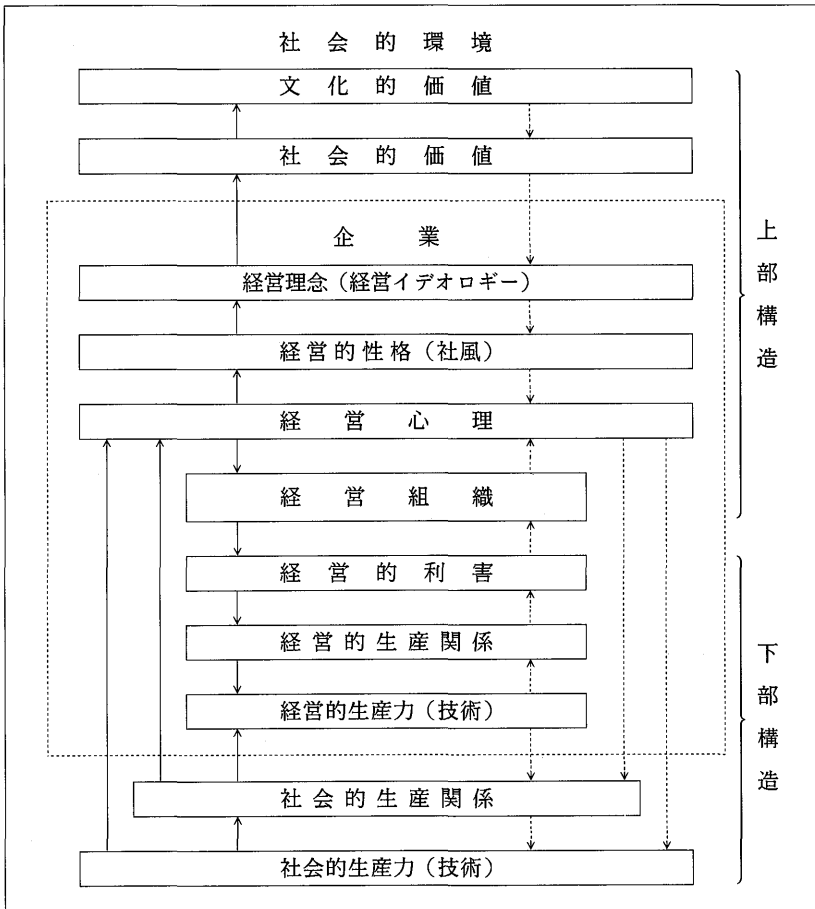 社会的環境
文化的価値
社会的価値
企業
経営理念（経営イデオロギー）
経営的性格（社風）
経営心理
経営組織
経営的利害
経営的生産関係
経営的生産力（技術）
社会的生産関係
社会的生産力（技術）
上部構造
下部構造